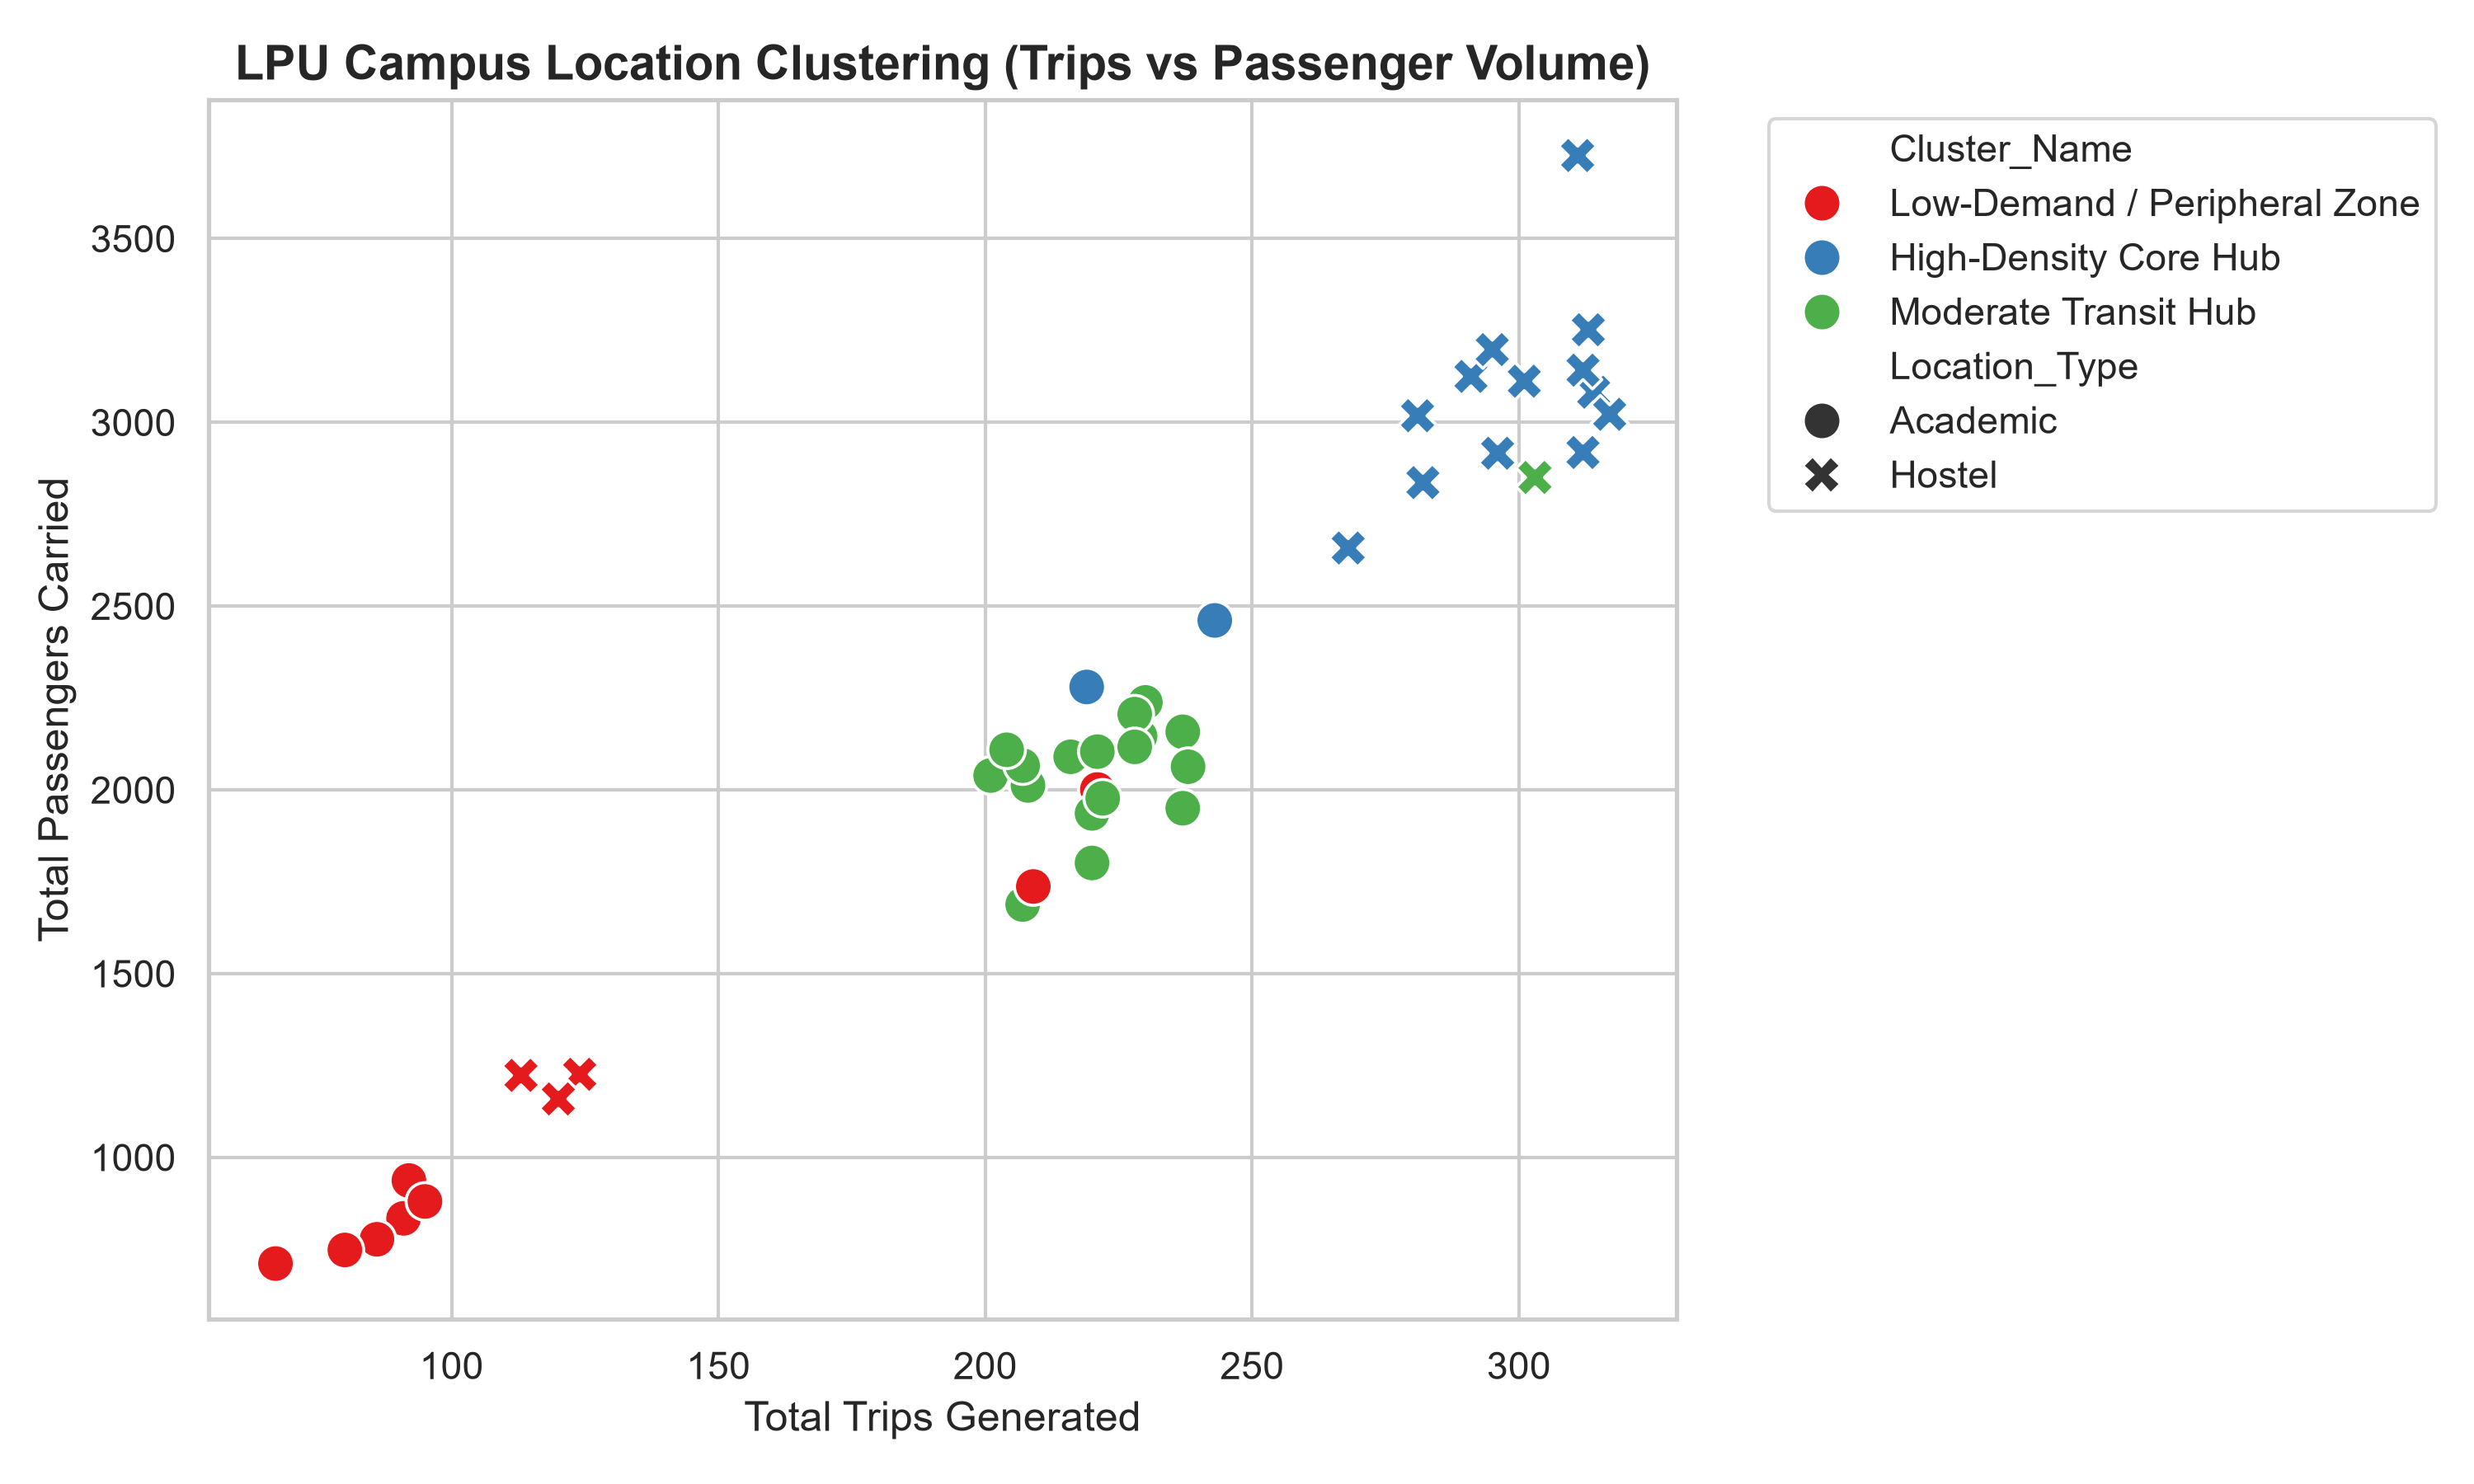 LPU Campus Location Clustering (Trips vs Passenger Volume)
Cluster_Name
Low-Demand / Peripheral Zone
High-Density Core Hub
Moderate Transit Hub
Location_Type
Academic
Hostel
Total Passengers Carried
3500
3000
2500
2000
1500
1000
100 150 200 250 300
Total Trips Generated